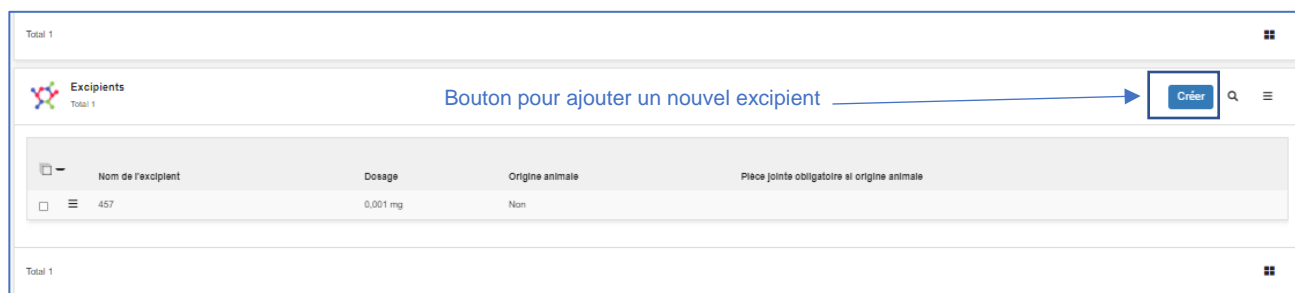 Total 1
Excipients
Total 1
Bouton pour ajouter un nouvel excipient
Créer
Nom de l'excipient Dosage Origine animale Pièce jointe obligatoire si origine animale
457 0,001 mg Non
Total 1